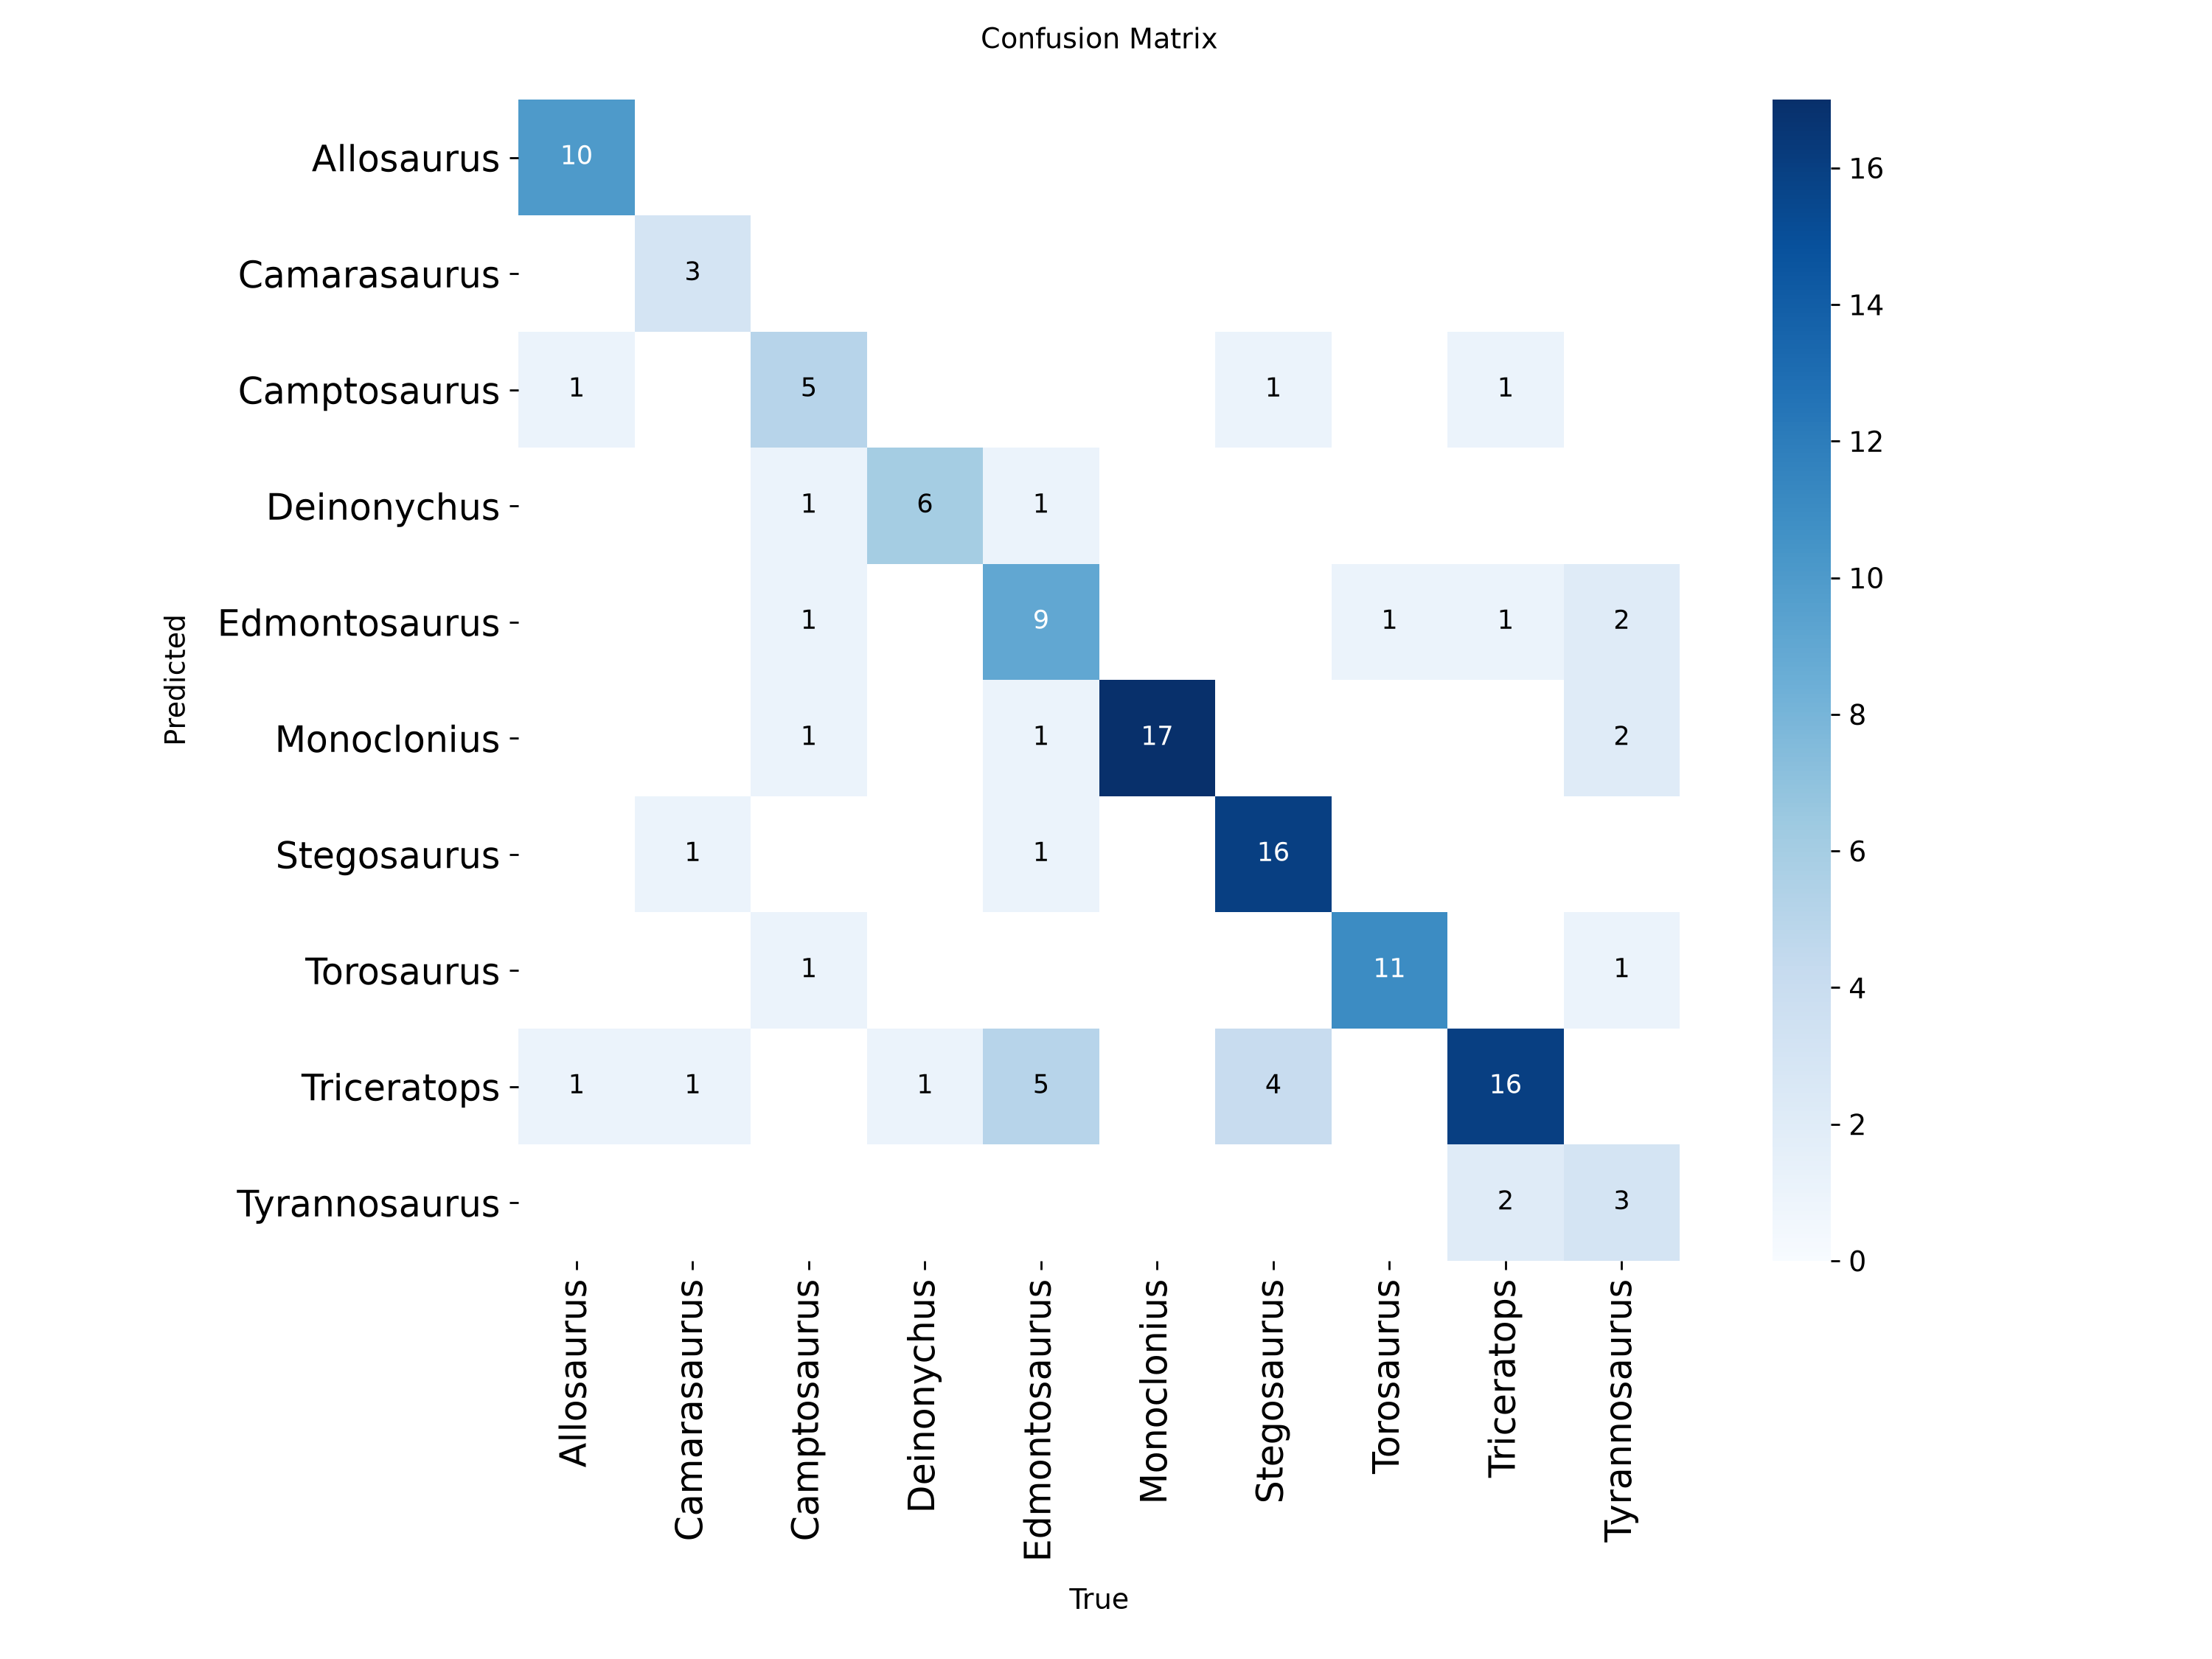 Confusion Matrix
Allosaurus 10
16
Camarasaurus 3
14
Camptosaurus 1 5 1 1
12
Deinonychus 1 6 1
10
Edmontosaurus 1 9 1 1 2
Predicted
8
Monoclonius 1 1 17 2
6
Stegosaurus 1 1 16
4
Torosaurus 1 11 1
Triceratops 1 1 1 5 4 16
2
Tyrannosaurus 2 3
0
Allosaurus
Camarasaurus
Camptosaurus
Deinonychus
Edmontosaurus
Monoclonius
Stegosaurus
Torosaurus
Triceratops
Tyrannosaurus
True